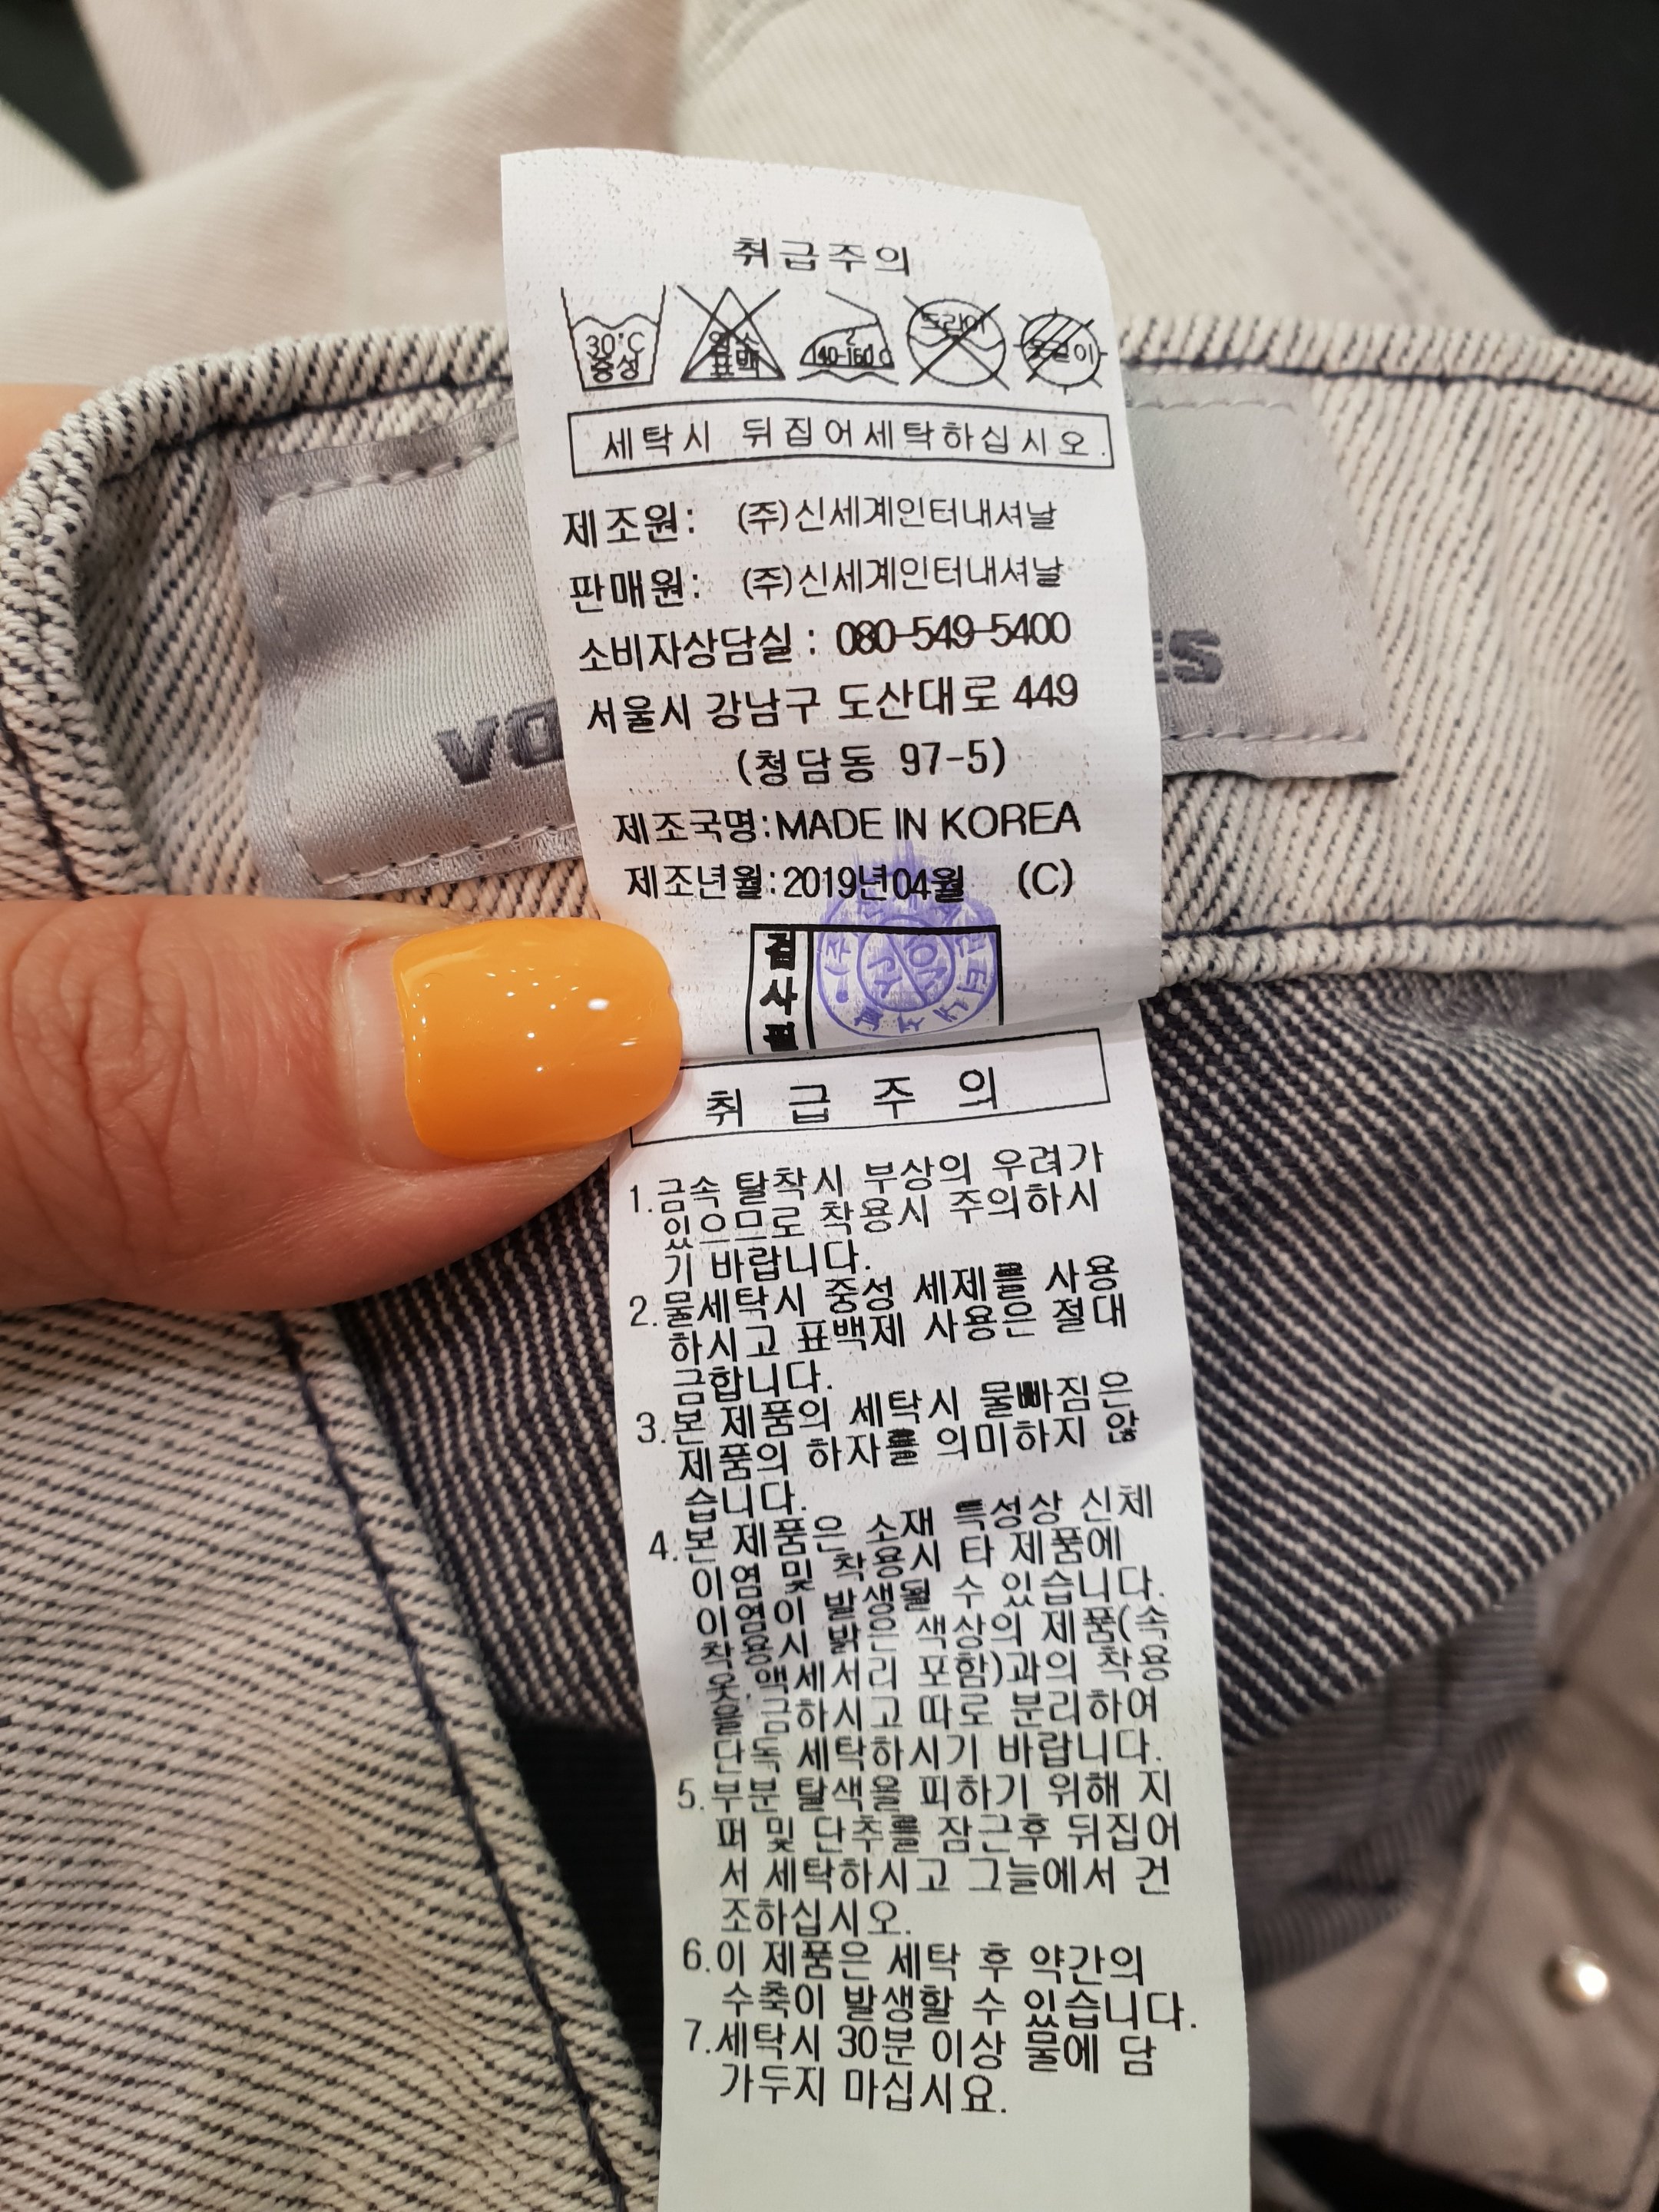 취급주의
30°C
중성
염소
표백
2
140-160°C
드라이
옷걸이
세탁시 뒤집어세탁하십시오.
제조원: (주)신세계인터내셔날
판매원: (주)신세계인터내셔날
소비자상담실 : 080-549-5400
서울시 강남구 도산대로 449
(청담동 97-5)
제조국명:MADE IN KOREA
제조년월:2019년04월 (C)
검사필
VO
ES
취 급 주 의
1.금속 탈착시 부상의 우려가
있으므로 착용시 주의하시
기 바랍니다.
2.물세탁시 중성 세제를 사용
하시고 표백제 사용은 절대
금합니다.
3.본 제품의 세탁시 물빠짐은
제품의 하자를 의미하지 않
습니다.
4.본 제품은 소재 특성상 신체
이염 및 착용시 타 제품에
이염이 발생될 수 있습니다.
착용시 밝은 색상의 제품(속
옷,액세서리 포함)과의 착용
을 금하시고 따로 분리하여
단독 세탁하시기 바랍니다.
5.부분 탈색을 피하기 위해 지
퍼 및 단추를 잠근후 뒤집어
서 세탁하시고 그늘에서 건
조하십시오.
6.이 제품은 세탁 후 약간의
수축이 발생할 수 있습니다.
7.세탁시 30분 이상 물에 담
가두지 마십시요.